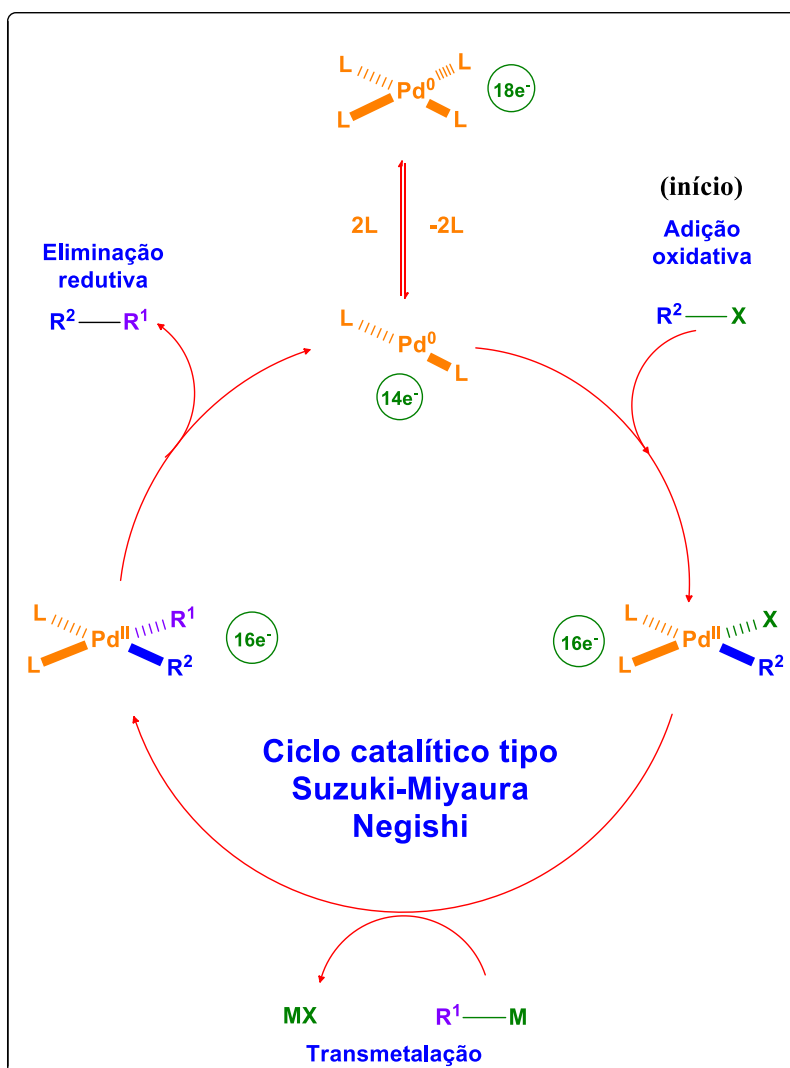 L L
Pd⁰
L L
18e⁻
(início)
2L -2L
Adição
oxidativa
Eliminação
redutiva
R²—R¹
R²—X
L
Pd⁰
L
14e⁻
L R¹
Pd^II
L R²
16e⁻
16e⁻
L X
Pd^II
L R²
Ciclo catalítico tipo
Suzuki-Miyaura
Negishi
MX
R¹—M
Transmetalação